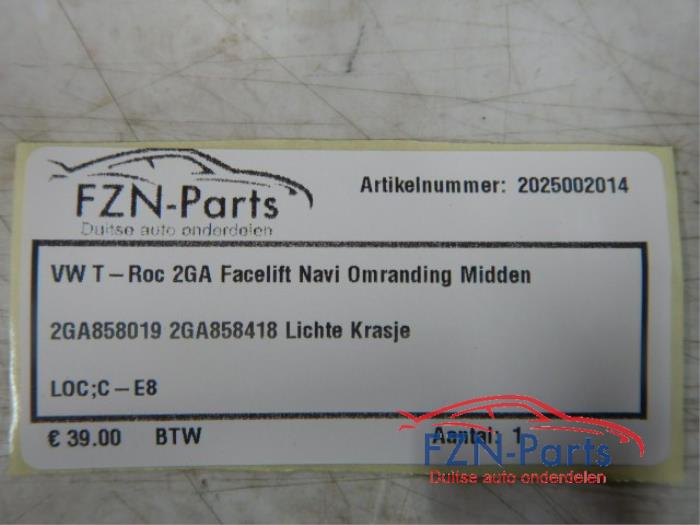 FZN-Parts
Duitse auto onderdelen
Artikelnummer: 2025002014
VW T-Roc 2GA Facelift Navi Omranding Midden
2GA858019 2GA858418 Lichte Krasje
LOC;C-E8
€ 39.00 BTW
Aantal: 1
FZN-Parts
Duitse auto onderdelen